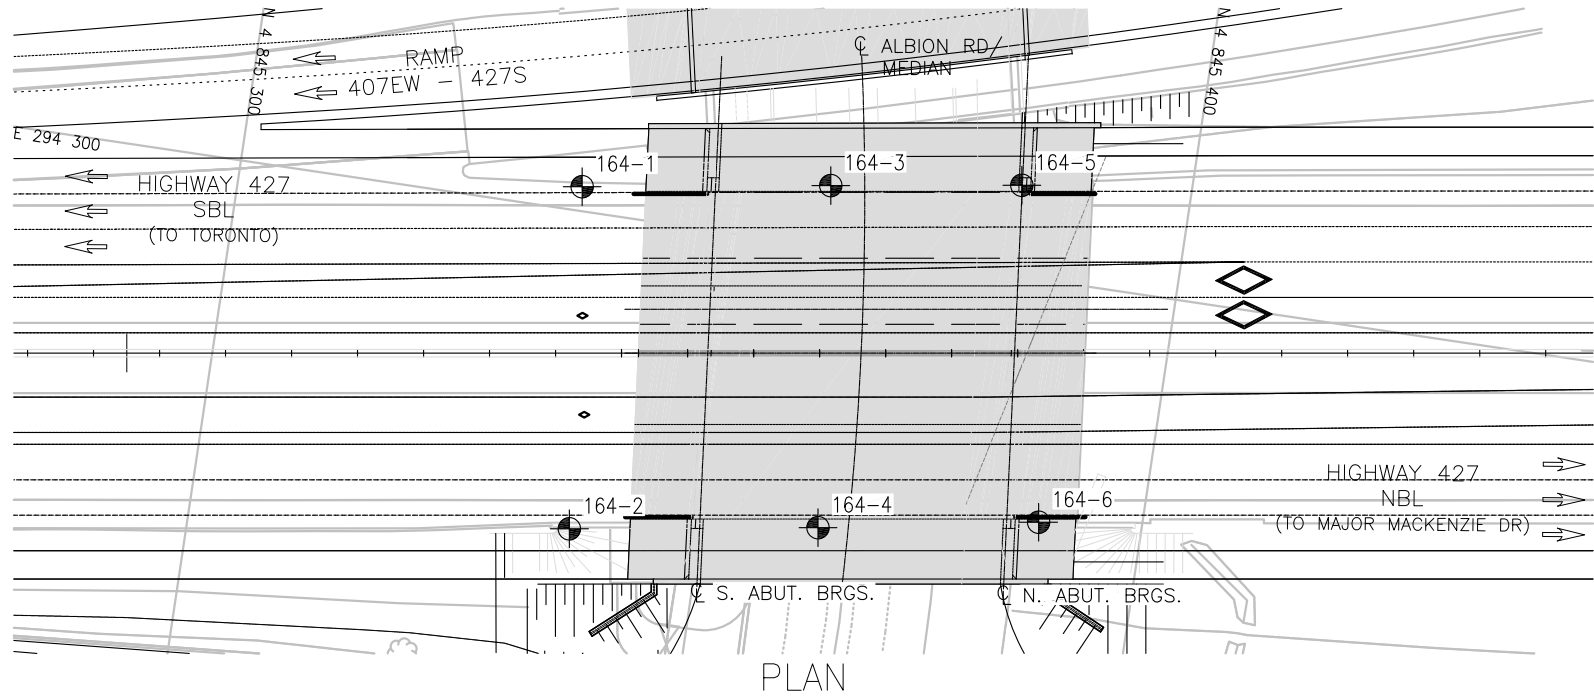 N 4 845 300
RAMP
407EW - 427S
℄ ALBION RD/
MEDIAN
N 4 845 400
E 294 300
164-1
164-3
164-5
HIGHWAY 427
SBL
(TO TORONTO)
164-2
164-4
164-6
HIGHWAY 427
NBL
(TO MAJOR MACKENZIE DR)
℄ S. ABUT. BRGS.
℄ N. ABUT. BRGS.
PLAN